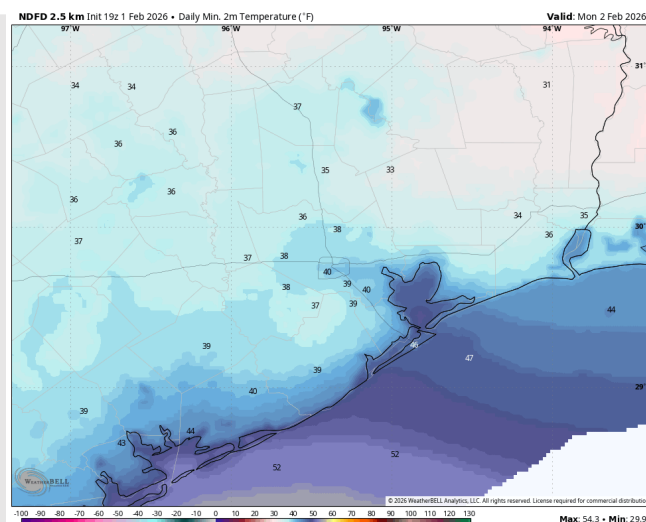 NDFD 2.5 km Init 19z 1 Feb 2026 • Daily Min. 2m Temperature (°F)
Valid: Mon 2 Feb 2026
97°W 96°W 95°W 94°W
31°
34 34 37 31
36 36
35 33
36 36
36 38 34 35
30°
37 36
37 38 40
38 39 40
37 39
44
39 46 47
39
29°
40
39
43 44
52 52
WEATHERBELL
© 2026 WeatherBELL Analytics, LLC. All rights reserved. License required for commercial distributio
-100 -90 -80 -70 -60 -50 -40 -30 -20 -10 0 10 20 30 40 50 60 70 80 90 100 110 120 130
Max: 54.3 • Min: 29.9